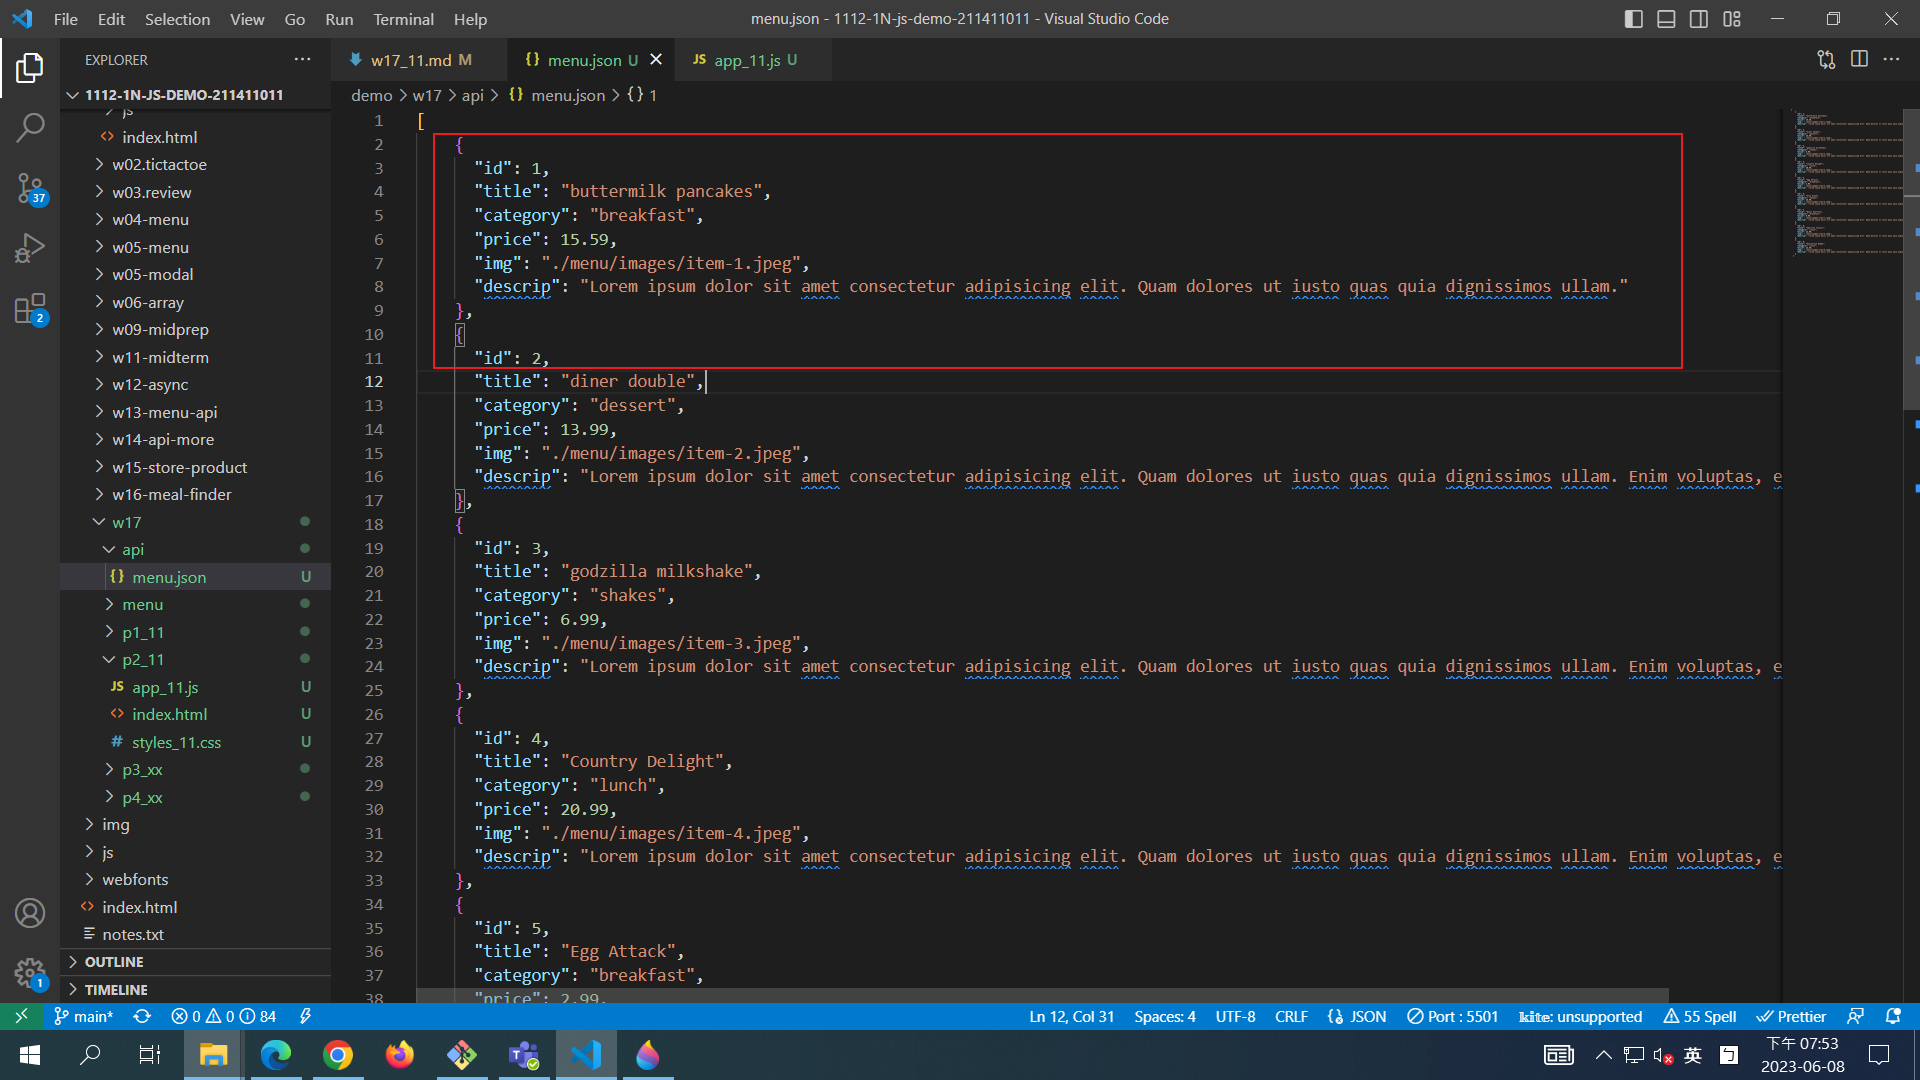 File Edit Selection View Go Run Terminal Help
menu.json - 1112-1N-js-demo-211411011 - Visual Studio Code
EXPLORER
1112-1N-JS-DEMO-211411011
js
index.html
w02.tictactoe
w03.review
w04-menu
w05-menu
w05-modal
w06-array
w09-midprep
w11-midterm
w12-async
w13-menu-api
w14-api-more
w15-store-product
w16-meal-finder
w17
api
menu.json U
menu
p1_11
p2_11
JS app_11.js U
index.html U
# styles_11.css U
p3_xx
p4_xx
img
js
webfonts
index.html
notes.txt
OUTLINE
TIMELINE
37
2
1
w17_11.md M
{} menu.json U
JS app_11.js U
demo > w17 > api > {} menu.json > {} 1
1 [
2 {
3 "id": 1,
4 "title": "buttermilk pancakes",
5 "category": "breakfast",
6 "price": 15.59,
7 "img": "./menu/images/item-1.jpeg",
8 "descrip": "Lorem ipsum dolor sit amet consectetur adipisicing elit. Quam dolores ut iusto quas quia dignissimos ullam."
9 },
10 {
11 "id": 2,
12 "title": "diner double",
13 "category": "dessert",
14 "price": 13.99,
15 "img": "./menu/images/item-2.jpeg",
16 "descrip": "Lorem ipsum dolor sit amet consectetur adipisicing elit. Quam dolores ut iusto quas quia dignissimos ullam. Enim voluptas, e
17 },
18 {
19 "id": 3,
20 "title": "godzilla milkshake",
21 "category": "shakes",
22 "price": 6.99,
23 "img": "./menu/images/item-3.jpeg",
24 "descrip": "Lorem ipsum dolor sit amet consectetur adipisicing elit. Quam dolores ut iusto quas quia dignissimos ullam. Enim voluptas, e
25 },
26 {
27 "id": 4,
28 "title": "Country Delight",
29 "category": "lunch",
30 "price": 20.99,
31 "img": "./menu/images/item-4.jpeg",
32 "descrip": "Lorem ipsum dolor sit amet consectetur adipisicing elit. Quam dolores ut iusto quas quia dignissimos ullam. Enim voluptas, e
33 },
34 {
35 "id": 5,
36 "title": "Egg Attack",
37 "category": "breakfast",
38 "price": 2.99,
main* 0 0 84
Ln 12, Col 31 Spaces: 4 UTF-8 CRLF {} JSON Port : 5501 kite: unsupported 55 Spell Prettier
英 ㄅ
下午 07:53
2023-06-08